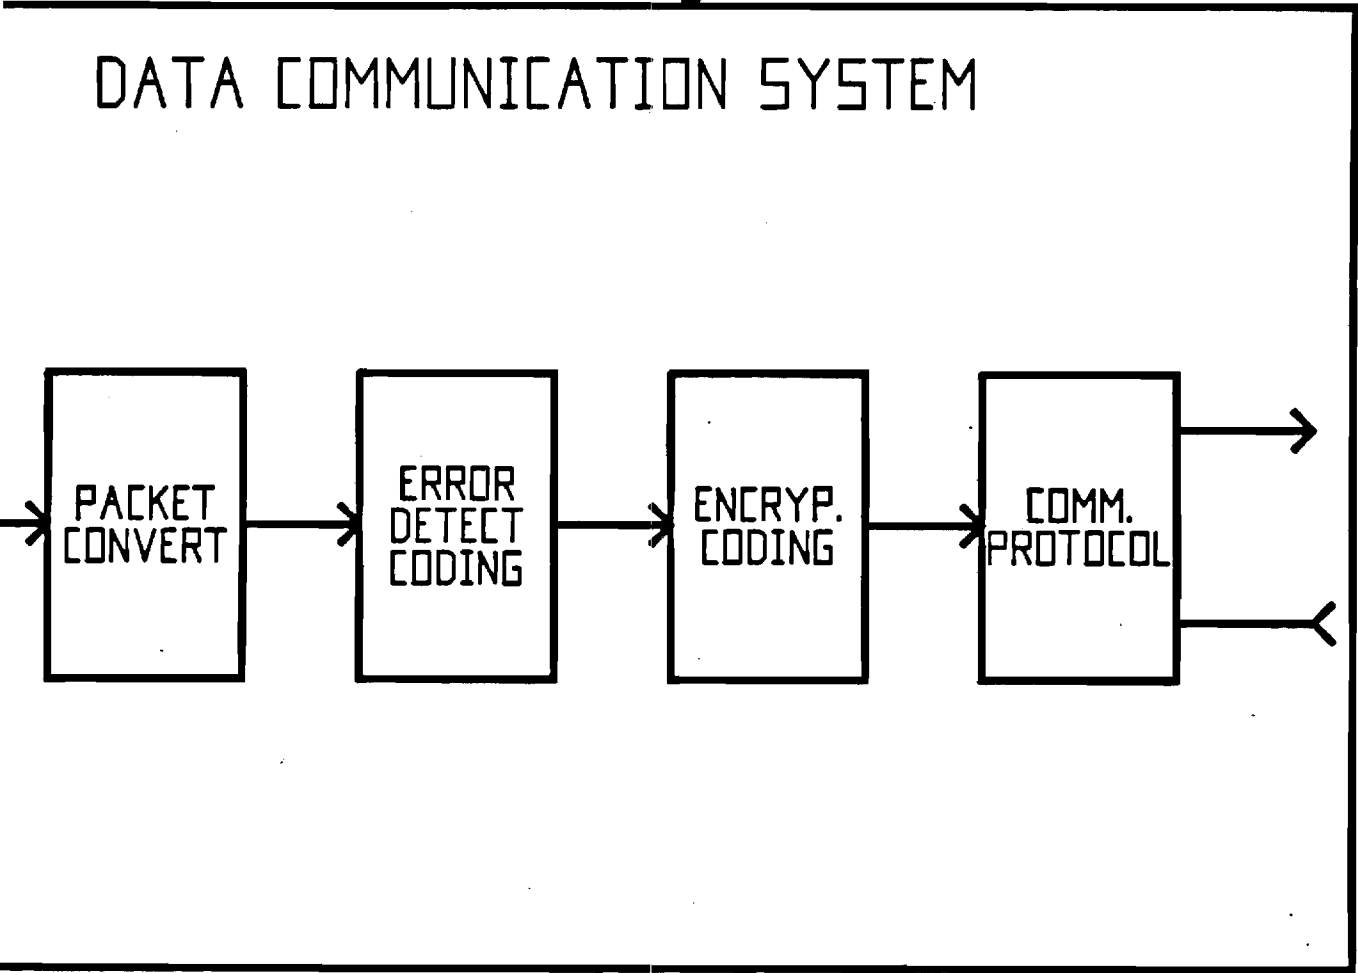 DATA COMMUNICATION SYSTEM
PACKET
CONVERT
ERROR
DETECT
CODING
ENCRYP.
CODING
COMM.
PROTOCOL